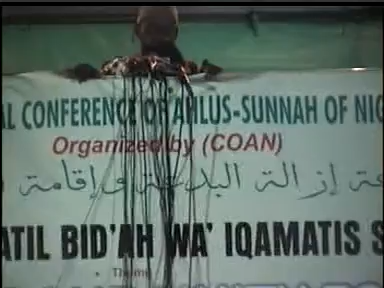 AL CONFERENCE OF AHLUS-SUNNAH OF NIG
Organized by (COAN)
عة إزالة البدعة وإقامة
ATIL BID'AH WA' IQAMATIS S
Theme